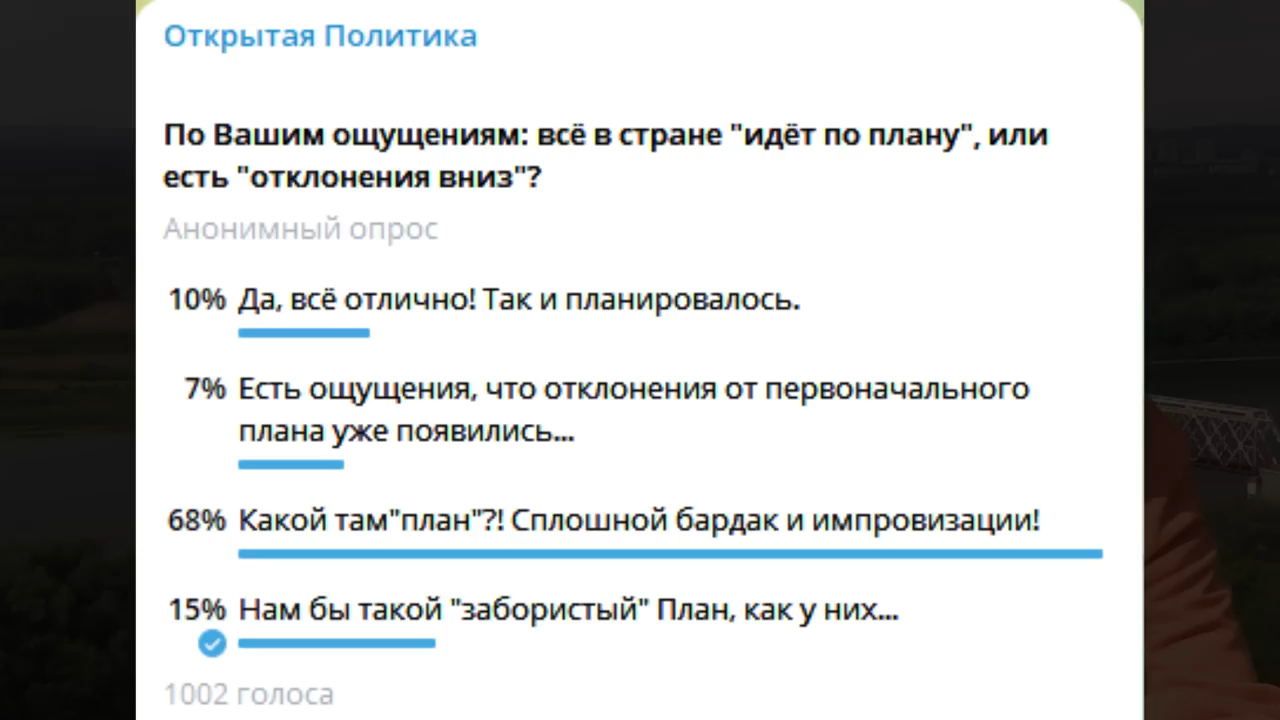 Открытая Политика
По Вашим ощущениям: всё в стране "идёт по плану", или
есть "отклонения вниз"?
Анонимный опрос
10% Да, всё отлично! Так и планировалось.
7% Есть ощущения, что отклонения от первоначального
плана уже появились...
68% Какой там"план"?! Сплошной бардак и импровизации!
15% Нам бы такой "забористый" План, как у них...
1002 голоса